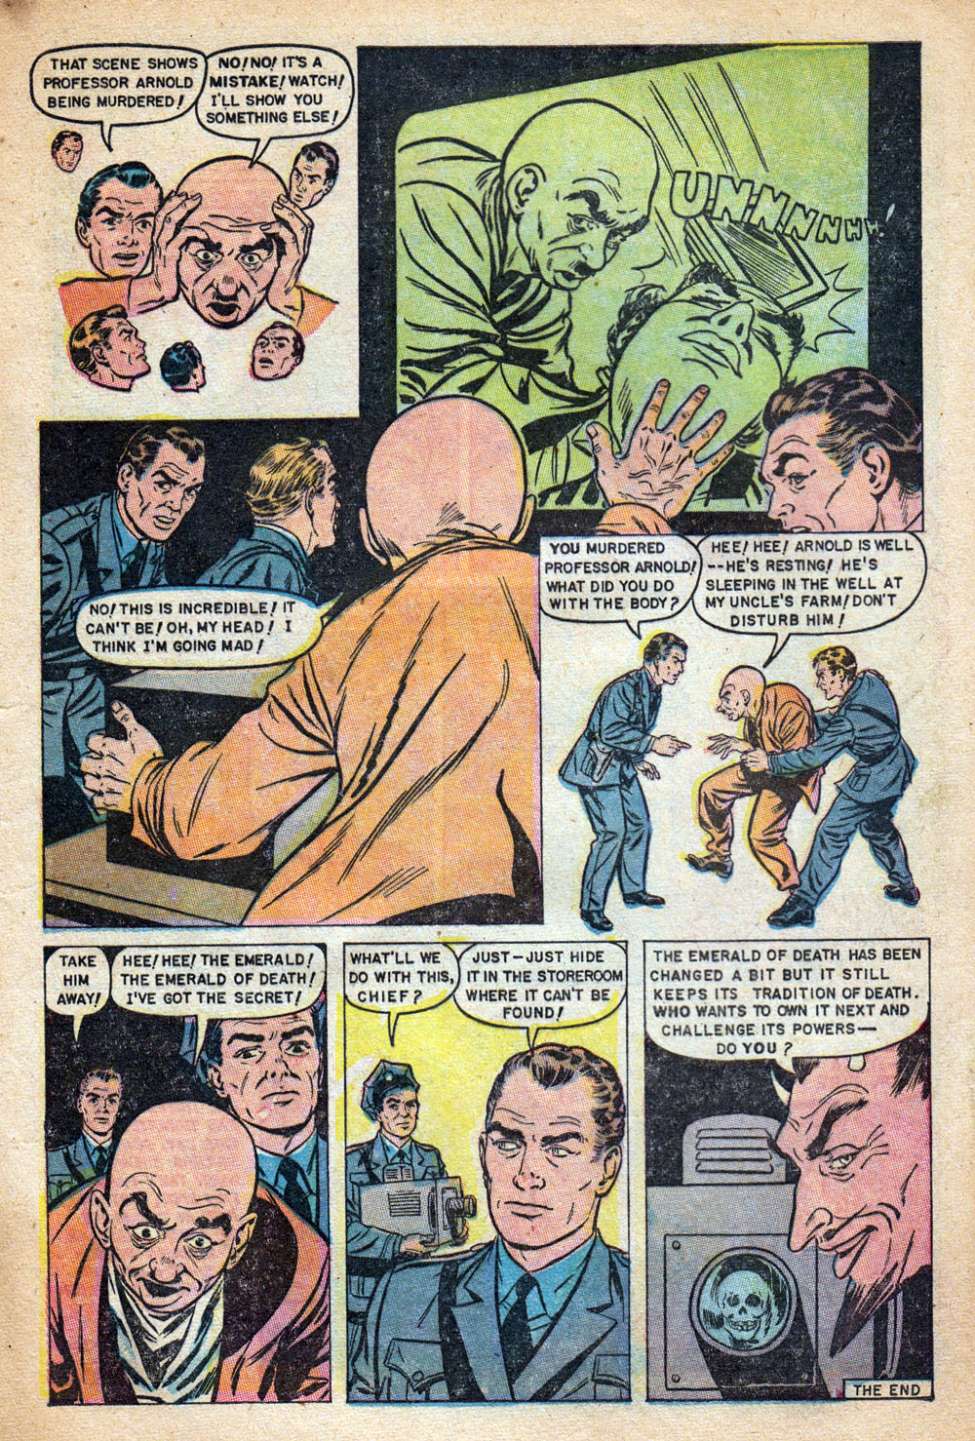 THAT SCENE SHOWS
PROFESSOR ARNOLD
BEING MURDERED!
NO! NO! IT'S A
MISTAKE! WATCH!
I'LL SHOW YOU
SOMETHING ELSE!
U-N-N-N-N-H-H!
NO! THIS IS INCREDIBLE! IT
CAN'T BE! OH, MY HEAD! I
THINK I'M GOING MAD!
YOU MURDERED
PROFESSOR ARNOLD!
WHAT DID YOU DO
WITH THE BODY?
HEE! HEE! ARNOLD IS WELL
--HE'S RESTING! HE'S
SLEEPING IN THE WELL AT
MY UNCLE'S FARM! DON'T
DISTURB HIM!
TAKE
HIM
AWAY!
HEE! HEE! THE EMERALD!
THE EMERALD OF DEATH!
I'VE GOT THE SECRET!
WHAT'LL WE
DO WITH THIS,
CHIEF?
JUST-JUST HIDE
IT IN THE STOREROOM
WHERE IT CAN'T BE
FOUND!
THE EMERALD OF DEATH HAS BEEN
CHANGED A BIT BUT IT STILL
KEEPS ITS TRADITION OF DEATH.
WHO WANTS TO OWN IT NEXT AND
CHALLENGE ITS POWERS—
DO YOU?
THE END